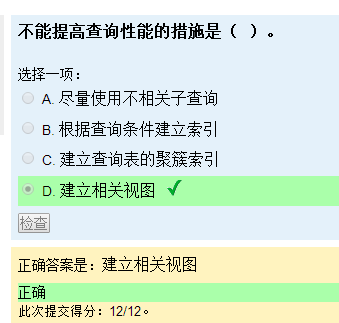 不能提高查询性能的措施是（ ）。
选择一项：
A. 尽量使用不相关子查询
B. 根据查询条件建立索引
C. 建立查询表的聚簇索引
D. 建立相关视图
检查
正确答案是：建立相关视图
正确
此次提交得分：12/12。